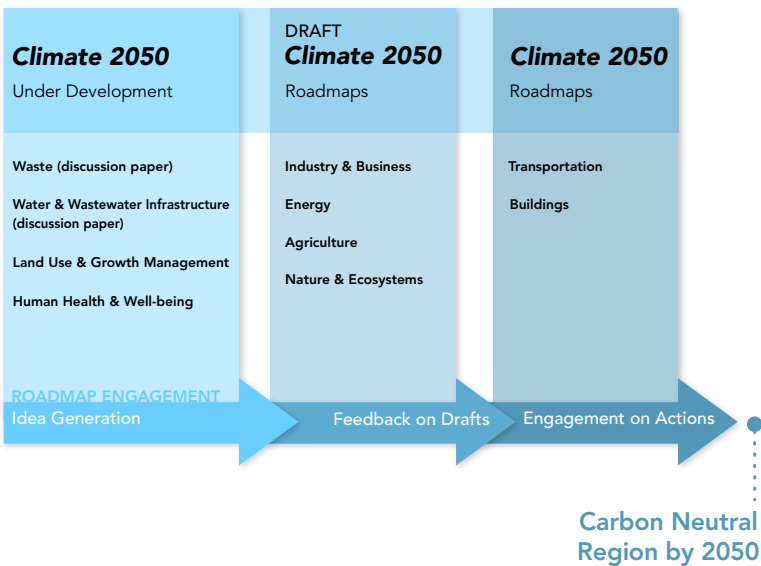 Climate 2050
Under Development
Waste (discussion paper)
Water & Wastewater Infrastructure
(discussion paper)
Land Use & Growth Management
Human Health & Well-being
DRAFT
Climate 2050
Roadmaps
Industry & Business
Energy
Agriculture
Nature & Ecosystems
Climate 2050
Roadmaps
Transportation
Buildings
ROADMAP ENGAGEMENT
Idea Generation
Feedback on Drafts
Engagement on Actions
Carbon Neutral
Region by 2050